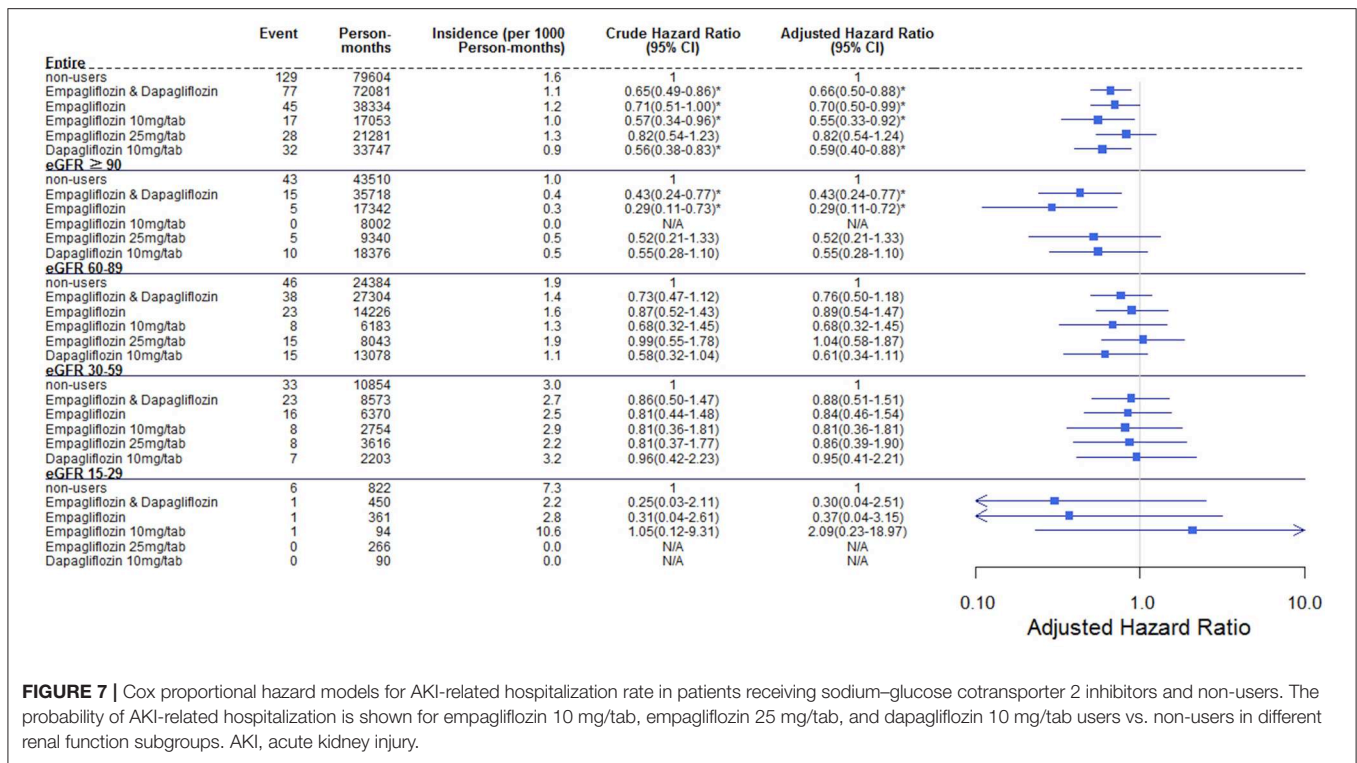 Event Person-months Incidence (per 1000 Person-months) Crude Hazard Ratio (95% CI) Adjusted Hazard Ratio (95% CI)
Entire
non-users 129 79604 1.6 1 1
Empagliflozin & Dapagliflozin 77 72081 1.1 0.65(0.49-0.86)* 0.66(0.50-0.88)*
Empagliflozin 45 38334 1.2 0.71(0.51-1.00)* 0.70(0.50-0.99)*
Empagliflozin 10mg/tab 17 17053 1.0 0.57(0.34-0.96)* 0.55(0.33-0.92)*
Empagliflozin 25mg/tab 28 21281 1.3 0.82(0.54-1.23) 0.82(0.54-1.24)
Dapagliflozin 10mg/tab 32 33747 0.9 0.56(0.38-0.83)* 0.59(0.40-0.88)*
eGFR ≥ 90
non-users 43 43510 1.0 1 1
Empagliflozin & Dapagliflozin 15 35718 0.4 0.43(0.24-0.77)* 0.43(0.24-0.77)*
Empagliflozin 5 17342 0.3 0.29(0.11-0.73)* 0.29(0.11-0.72)*
Empagliflozin 10mg/tab 0 8002 0.0 N/A N/A
Empagliflozin 25mg/tab 5 9340 0.5 0.52(0.21-1.33) 0.52(0.21-1.33)
Dapagliflozin 10mg/tab 10 18376 0.5 0.55(0.28-1.10) 0.55(0.28-1.10)
eGFR 60-89
non-users 46 24384 1.9 1 1
Empagliflozin & Dapagliflozin 38 27304 1.4 0.73(0.47-1.12) 0.76(0.50-1.18)
Empagliflozin 23 14226 1.6 0.87(0.52-1.43) 0.89(0.54-1.47)
Empagliflozin 10mg/tab 8 6183 1.3 0.68(0.32-1.45) 0.68(0.32-1.45)
Empagliflozin 25mg/tab 15 8043 1.9 0.99(0.55-1.78) 1.04(0.58-1.87)
Dapagliflozin 10mg/tab 15 13078 1.1 0.58(0.32-1.04) 0.61(0.34-1.11)
eGFR 30-59
non-users 33 10854 3.0 1 1
Empagliflozin & Dapagliflozin 23 8573 2.7 0.86(0.50-1.47) 0.88(0.51-1.51)
Empagliflozin 16 6370 2.5 0.81(0.44-1.48) 0.84(0.46-1.54)
Empagliflozin 10mg/tab 8 2754 2.9 0.81(0.36-1.81) 0.81(0.36-1.81)
Empagliflozin 25mg/tab 8 3616 2.2 0.81(0.37-1.77) 0.86(0.39-1.90)
Dapagliflozin 10mg/tab 7 2203 3.2 0.96(0.42-2.23) 0.95(0.41-2.21)
eGFR 15-29
non-users 6 822 7.3 1 1
Empagliflozin & Dapagliflozin 1 450 2.2 0.25(0.03-2.11) 0.30(0.04-2.51)
Empagliflozin 1 361 2.8 0.31(0.04-2.61) 0.37(0.04-3.15)
Empagliflozin 10mg/tab 1 94 10.6 1.05(0.12-9.31) 2.09(0.23-18.97)
Empagliflozin 25mg/tab 0 266 0.0 N/A N/A
Dapagliflozin 10mg/tab 0 90 0.0 N/A N/A
0.10 1.0 10.0
Adjusted Hazard Ratio
FIGURE 7 | Cox proportional hazard models for AKI-related hospitalization rate in patients receiving sodium–glucose cotransporter 2 inhibitors and non-users. The
probability of AKI-related hospitalization is shown for empagliflozin 10 mg/tab, empagliflozin 25 mg/tab, and dapagliflozin 10 mg/tab users vs. non-users in different
renal function subgroups. AKI, acute kidney injury.